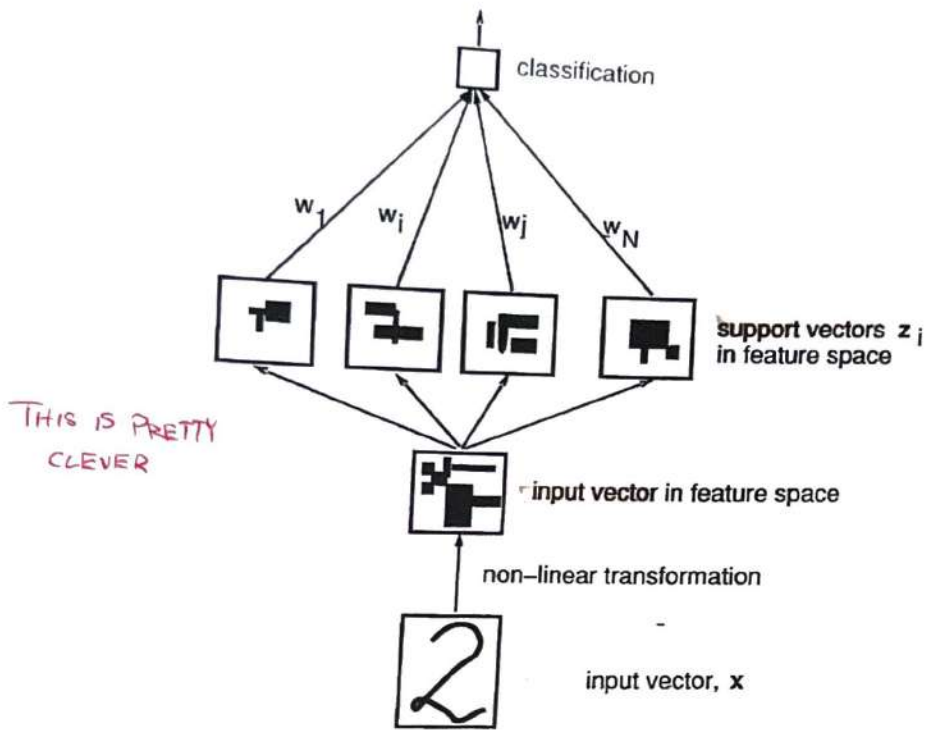 classification
w1
wi
wj
wN
support vectors zi
in feature space
THIS IS PRETTY
CLEVER
input vector in feature space
non–linear transformation
2
input vector, x